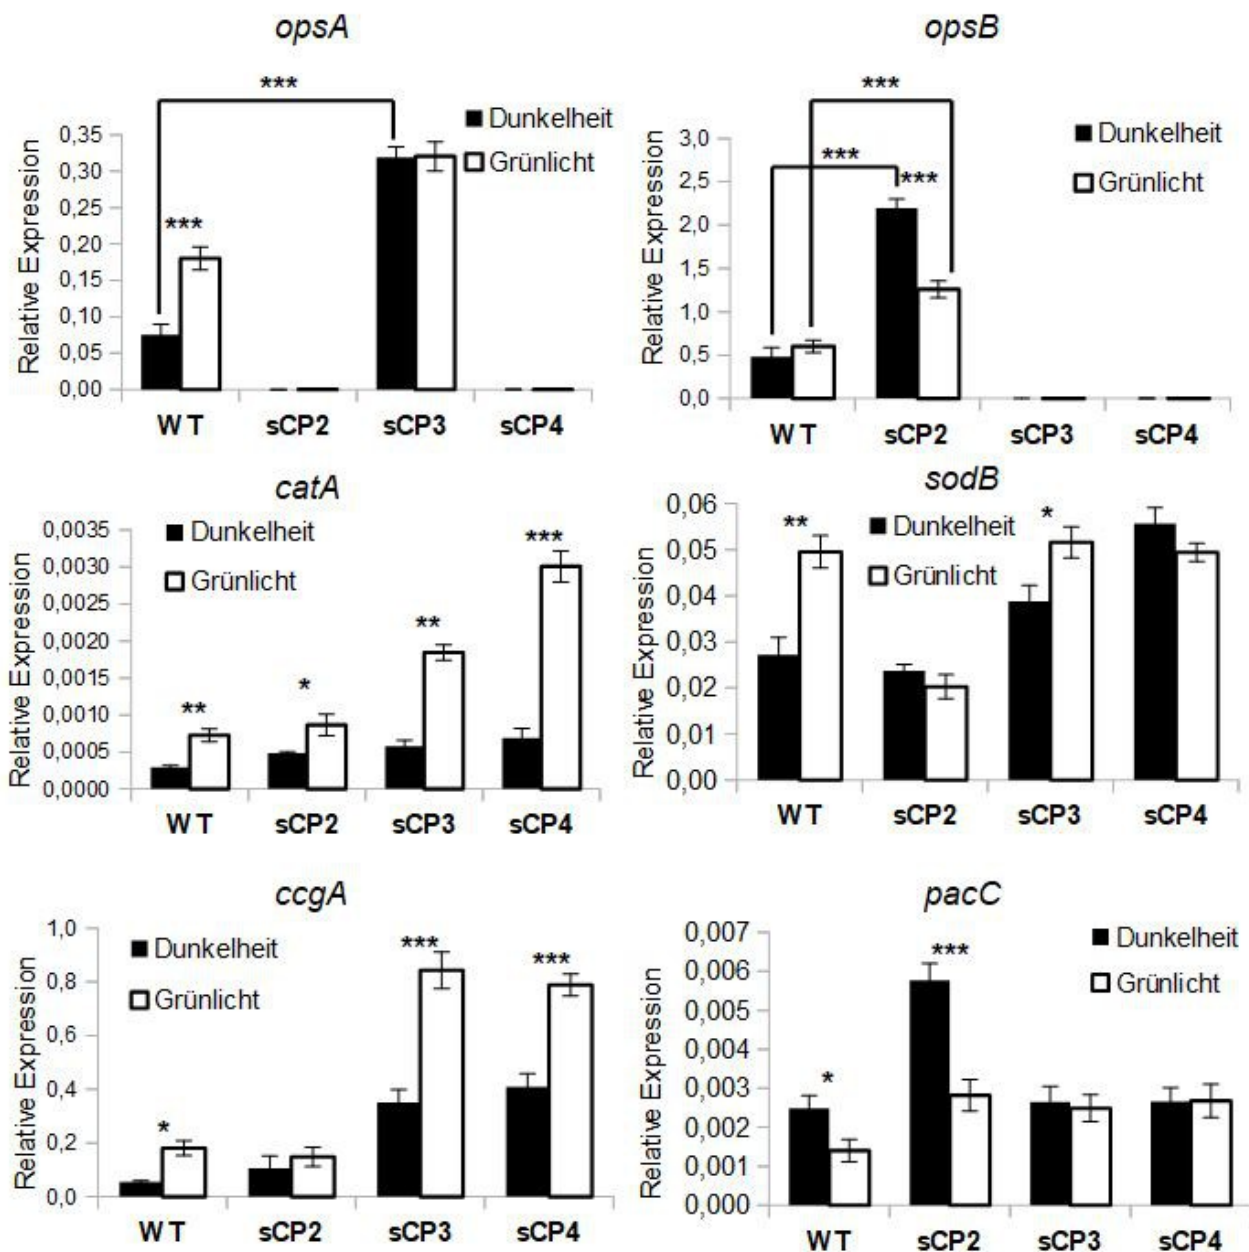 opsA
***
Dunkelheit
Grünlicht
Relative Expression
0,35
0,30
0,25
0,20
0,15
0,10
0,05
0,00
***
WT
sCP2
sCP3
sCP4
opsB
***
***
***
Dunkelheit
Grünlicht
Relative Expression
3,0
2,5
2,0
1,5
1,0
0,5
0,0
WT
sCP2
sCP3
sCP4
catA
Dunkelheit
Grünlicht
Relative Expression
0,0035
0,0030
0,0025
0,0020
0,0015
0,0010
0,0005
0,0000
**
*
**
***
WT
sCP2
sCP3
sCP4
sodB
Dunkelheit
Grünlicht
Relative Expression
0,06
0,05
0,04
0,03
0,02
0,01
0,00
**
*
WT
sCP2
sCP3
sCP4
ccgA
Dunkelheit
Grünlicht
Relative Expression
1,0
0,8
0,6
0,4
0,2
0,0
*
***
***
WT
sCP2
sCP3
sCP4
pacC
Dunkelheit
Grünlicht
Relative Expression
0,007
0,006
0,005
0,004
0,003
0,002
0,001
0,000
*
***
WT
sCP2
sCP3
sCP4